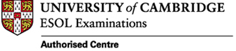 UNIVERSITY of CAMBRIDGE
ESOL Examinations
Authorised Centre